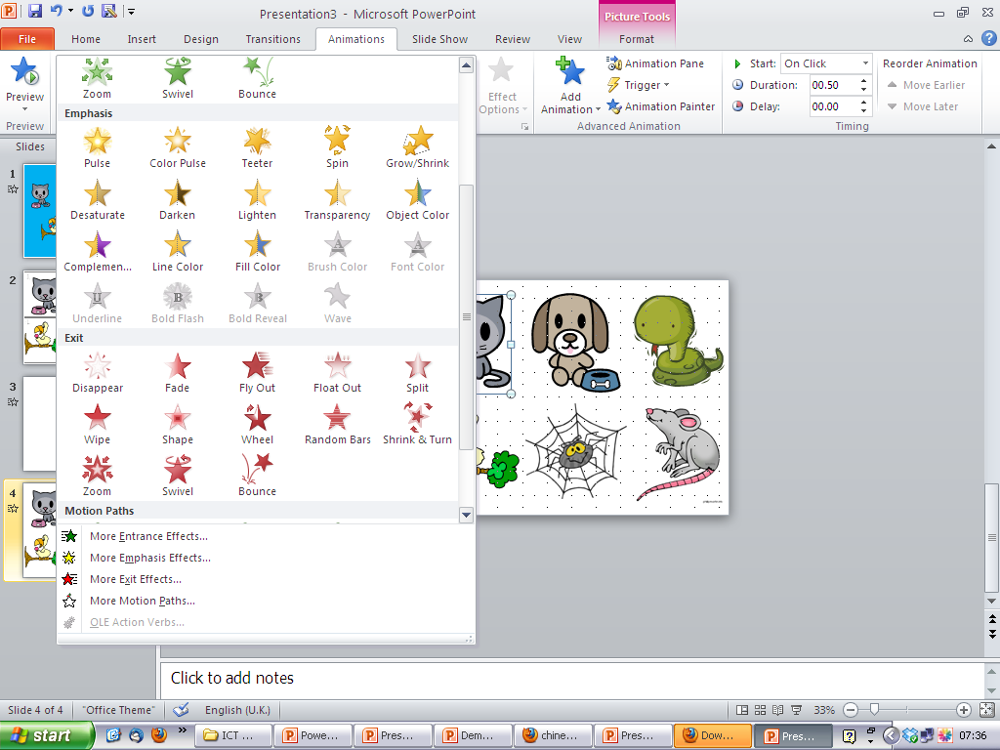 Presentation3 - Microsoft PowerPoint
Picture Tools
File Home Insert Design Transitions Animations Slide Show Review View Format
Preview
Preview
Effect Options
Add Animation
Animation Pane
Trigger
Animation Painter
Advanced Animation
Start: On Click
Duration: 00.50
Delay: 00.00
Reorder Animation
Move Earlier
Move Later
Timing
Slides
1
2
3
4
Zoom Swivel Bounce
Emphasis
Pulse Color Pulse Teeter Spin Grow/Shrink
Desaturate Darken Lighten Transparency Object Color
Complemen... Line Color Fill Color Brush Color Font Color
Underline Bold Flash Bold Reveal Wave
Exit
Disappear Fade Fly Out Float Out Split
Wipe Shape Wheel Random Bars Shrink & Turn
Zoom Swivel Bounce
Motion Paths
More Entrance Effects...
More Emphasis Effects...
More Exit Effects...
More Motion Paths...
OLE Action Verbs...
Click to add notes
Slide 4 of 4 "Office Theme" English (U.K.) 33%
start ICT ... Powe... Pres... Dem... chine... Pres... Dow... Pres... 07:36